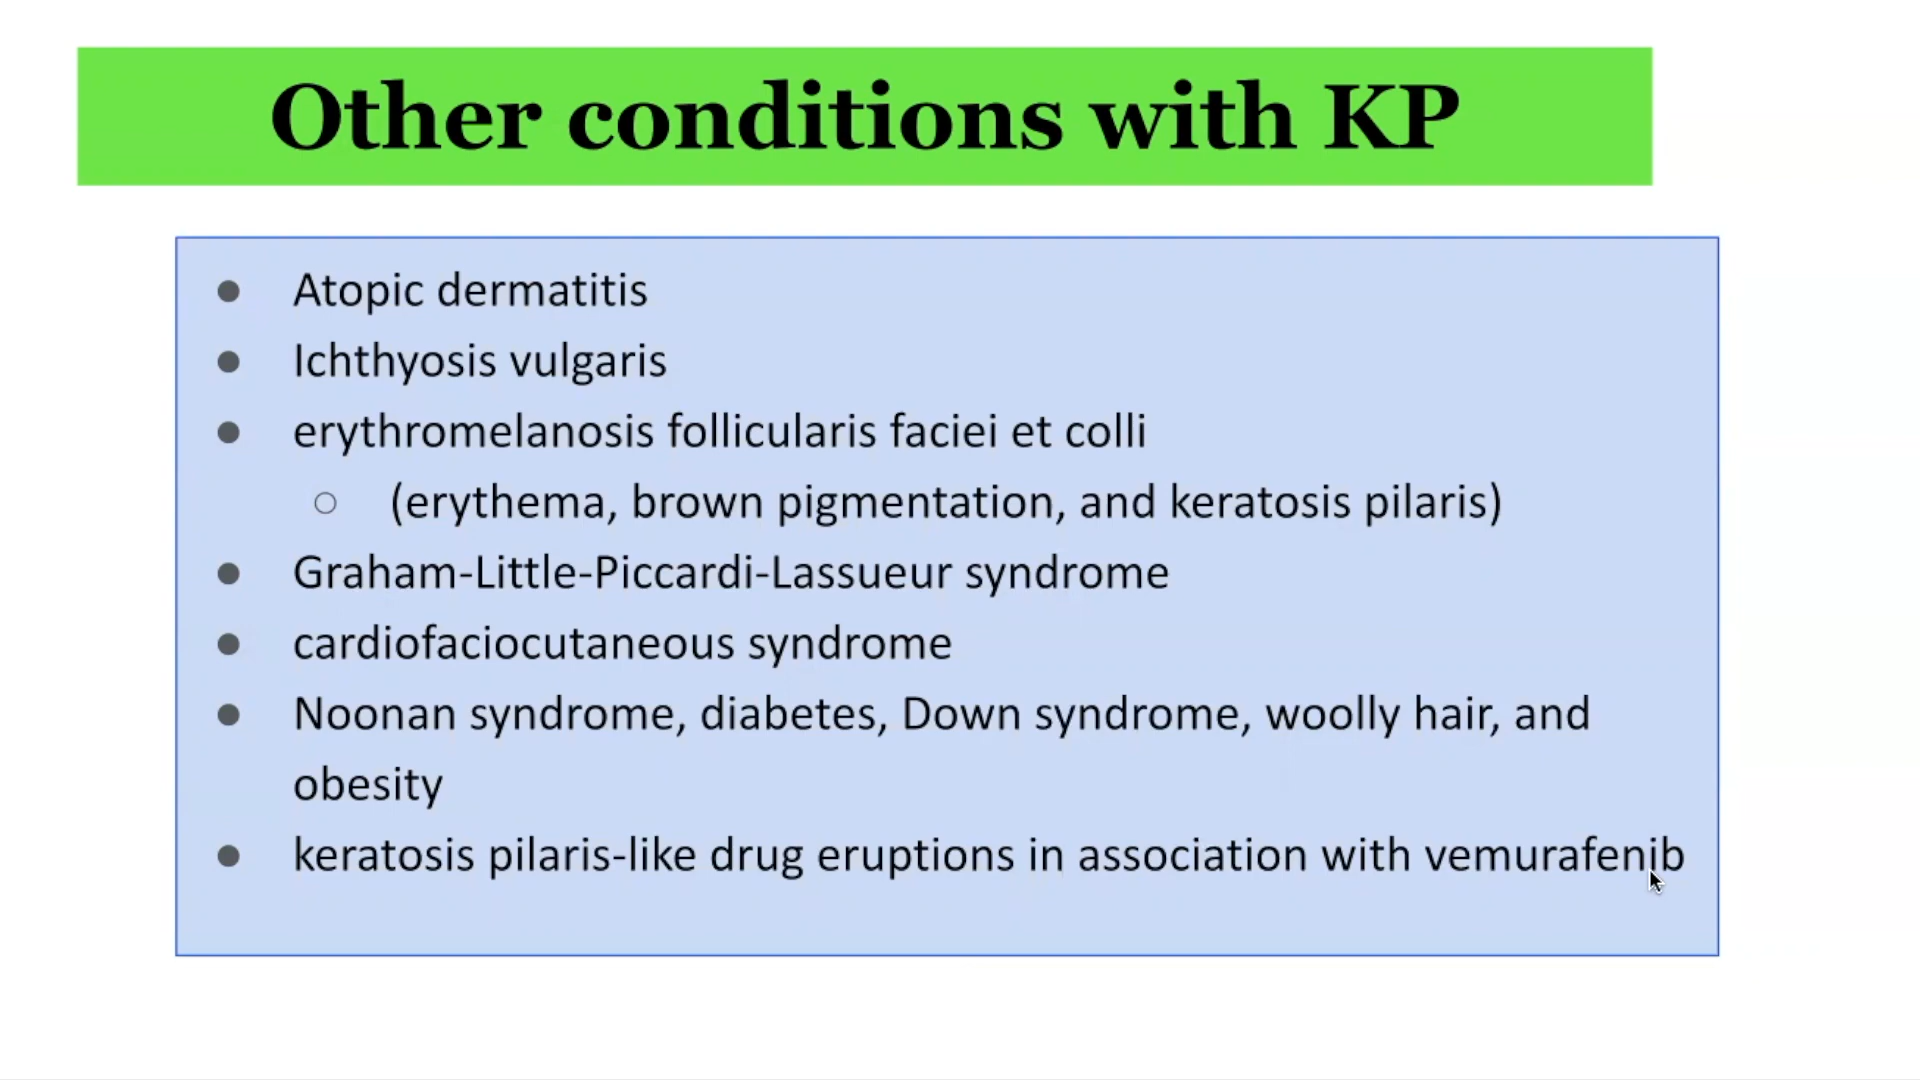 Other conditions with KP
● Atopic dermatitis
● Ichthyosis vulgaris
● erythromelanosis follicularis faciei et colli
○ (erythema, brown pigmentation, and keratosis pilaris)
● Graham-Little-Piccardi-Lassueur syndrome
● cardiofaciocutaneous syndrome
● Noonan syndrome, diabetes, Down syndrome, woolly hair, and
obesity
● keratosis pilaris-like drug eruptions in association with vemurafenib